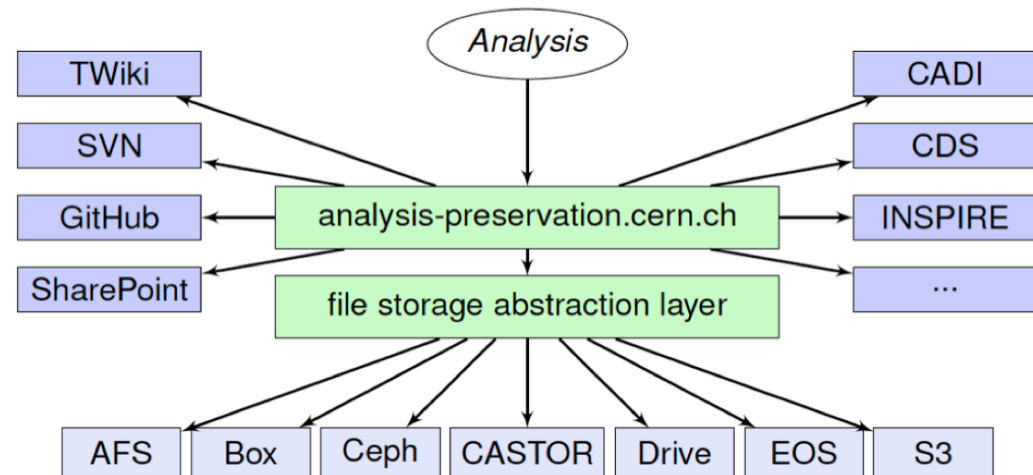 Analysis
TWiki
CADI
SVN
CDS
GitHub
analysis-preservation.cern.ch
INSPIRE
SharePoint
file storage abstraction layer
...
AFS
Box
Ceph
CASTOR
Drive
EOS
S3